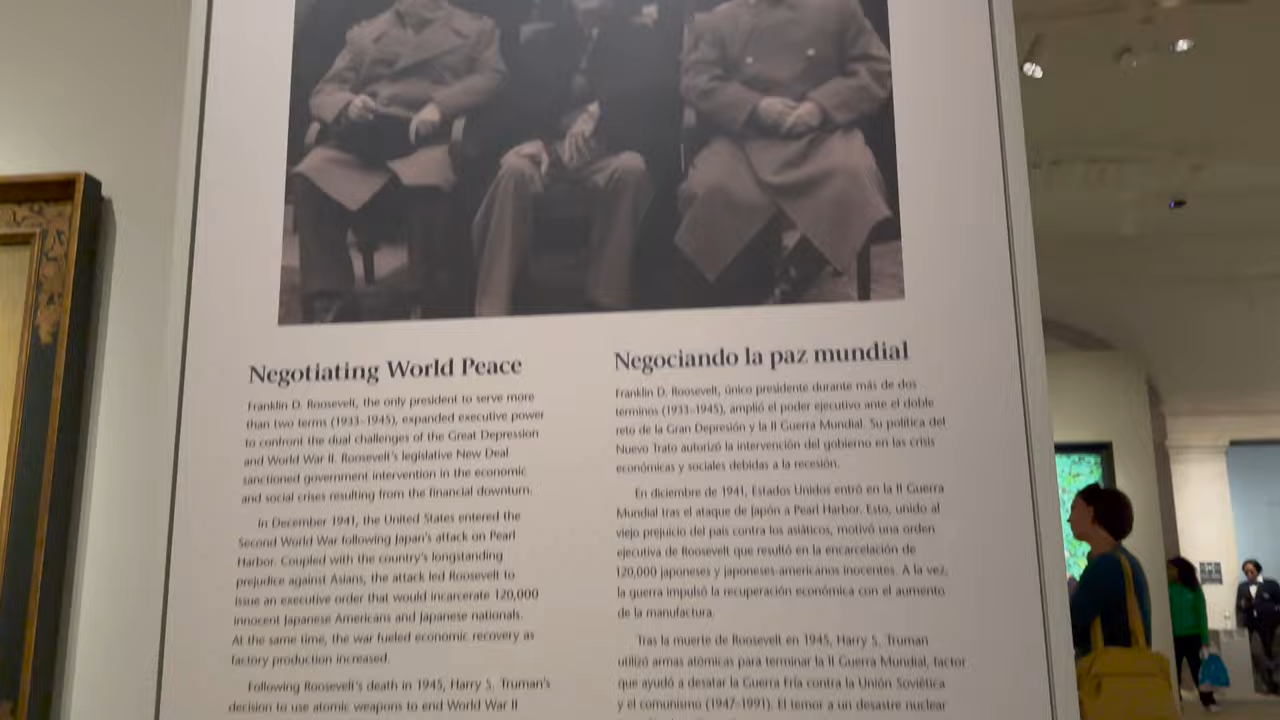 Negotiating World Peace
Franklin D. Roosevelt, the only president to serve more
than two terms (1933–1945), expanded executive power
to confront the dual challenges of the Great Depression
and World War II. Roosevelt's legislative New Deal
sanctioned government intervention in the economic
and social crises resulting from the financial downturn.
In December 1941, the United States entered the
Second World War following Japan's attack on Pearl
Harbor. Coupled with the country's longstanding
prejudice against Asians, the attack led Roosevelt to
issue an executive order that would incarcerate 120,000
innocent Japanese Americans and Japanese nationals.
At the same time, the war fueled economic recovery as
factory production increased.
Following Roosevelt's death in 1945, Harry S. Truman's
decision to use atomic weapons to end World War II
Negociando la paz mundial
Franklin D. Roosevelt, único presidente durante más de dos
términos (1933–1945), amplió el poder ejecutivo ante el doble
reto de la Gran Depresión y la II Guerra Mundial. Su política del
Nuevo Trato autorizó la intervención del gobierno en las crisis
económicas y sociales debidas a la recesión.
En diciembre de 1941, Estados Unidos entró en la II Guerra
Mundial tras el ataque de Japón a Pearl Harbor. Esto, unido al
viejo prejuicio del país contra los asiáticos, motivó una orden
ejecutiva de Roosevelt que resultó en la encarcelación de
120,000 japoneses y japoneses-americanos inocentes. A la vez,
la guerra impulsó la recuperación económica con el aumento
de la manufactura.
Tras la muerte de Roosevelt en 1945, Harry S. Truman
utilizó armas atómicas para terminar la II Guerra Mundial, factor
que ayudó a desatar la Guerra Fría contra la Unión Soviética
y el comunismo (1947–1991). El temor a un desastre nuclear